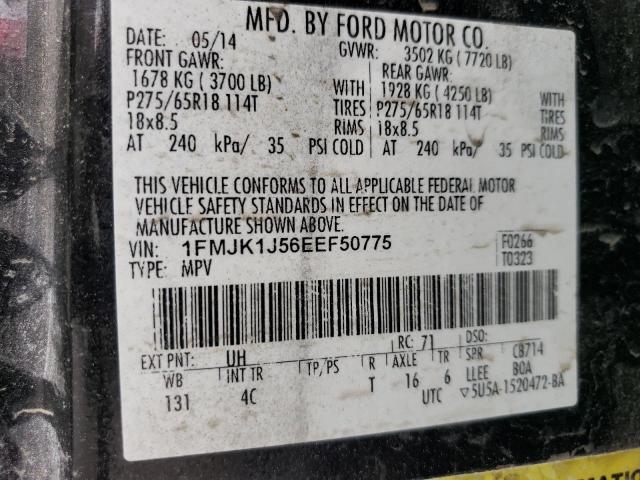 MFD. BY FORD MOTOR CO.
DATE: 05/14 GVWR: 3502 KG (7720 LB)
FRONT GAWR: REAR GAWR:
1678 KG (3700 LB) WITH 1928 KG (4250 LB) WITH
P275/65R18 114T TIRES P275/65R18 114T TIRES
18x8.5 RIMS 18x8.5 RIMS
AT 240 kPa/ 35 PSI COLD AT 240 kPa/ 35 PSI COLD
THIS VEHICLE CONFORMS TO ALL APPLICABLE FEDERAL MOTOR
VEHICLE SAFETY STANDARDS IN EFFECT ON THE DATE OF
MANUFACTURE SHOWN ABOVE.
VIN: 1FMJK1J56EEF50775 F0266
TYPE: MPV T0323
EXT PNT: UH RC: 71 DSO:
WB INT TR TP/PS R AXLE TR SPR CB714
131 4C T 16 6 LLEE BOA
UTC ▽5U5A-1520472-BA